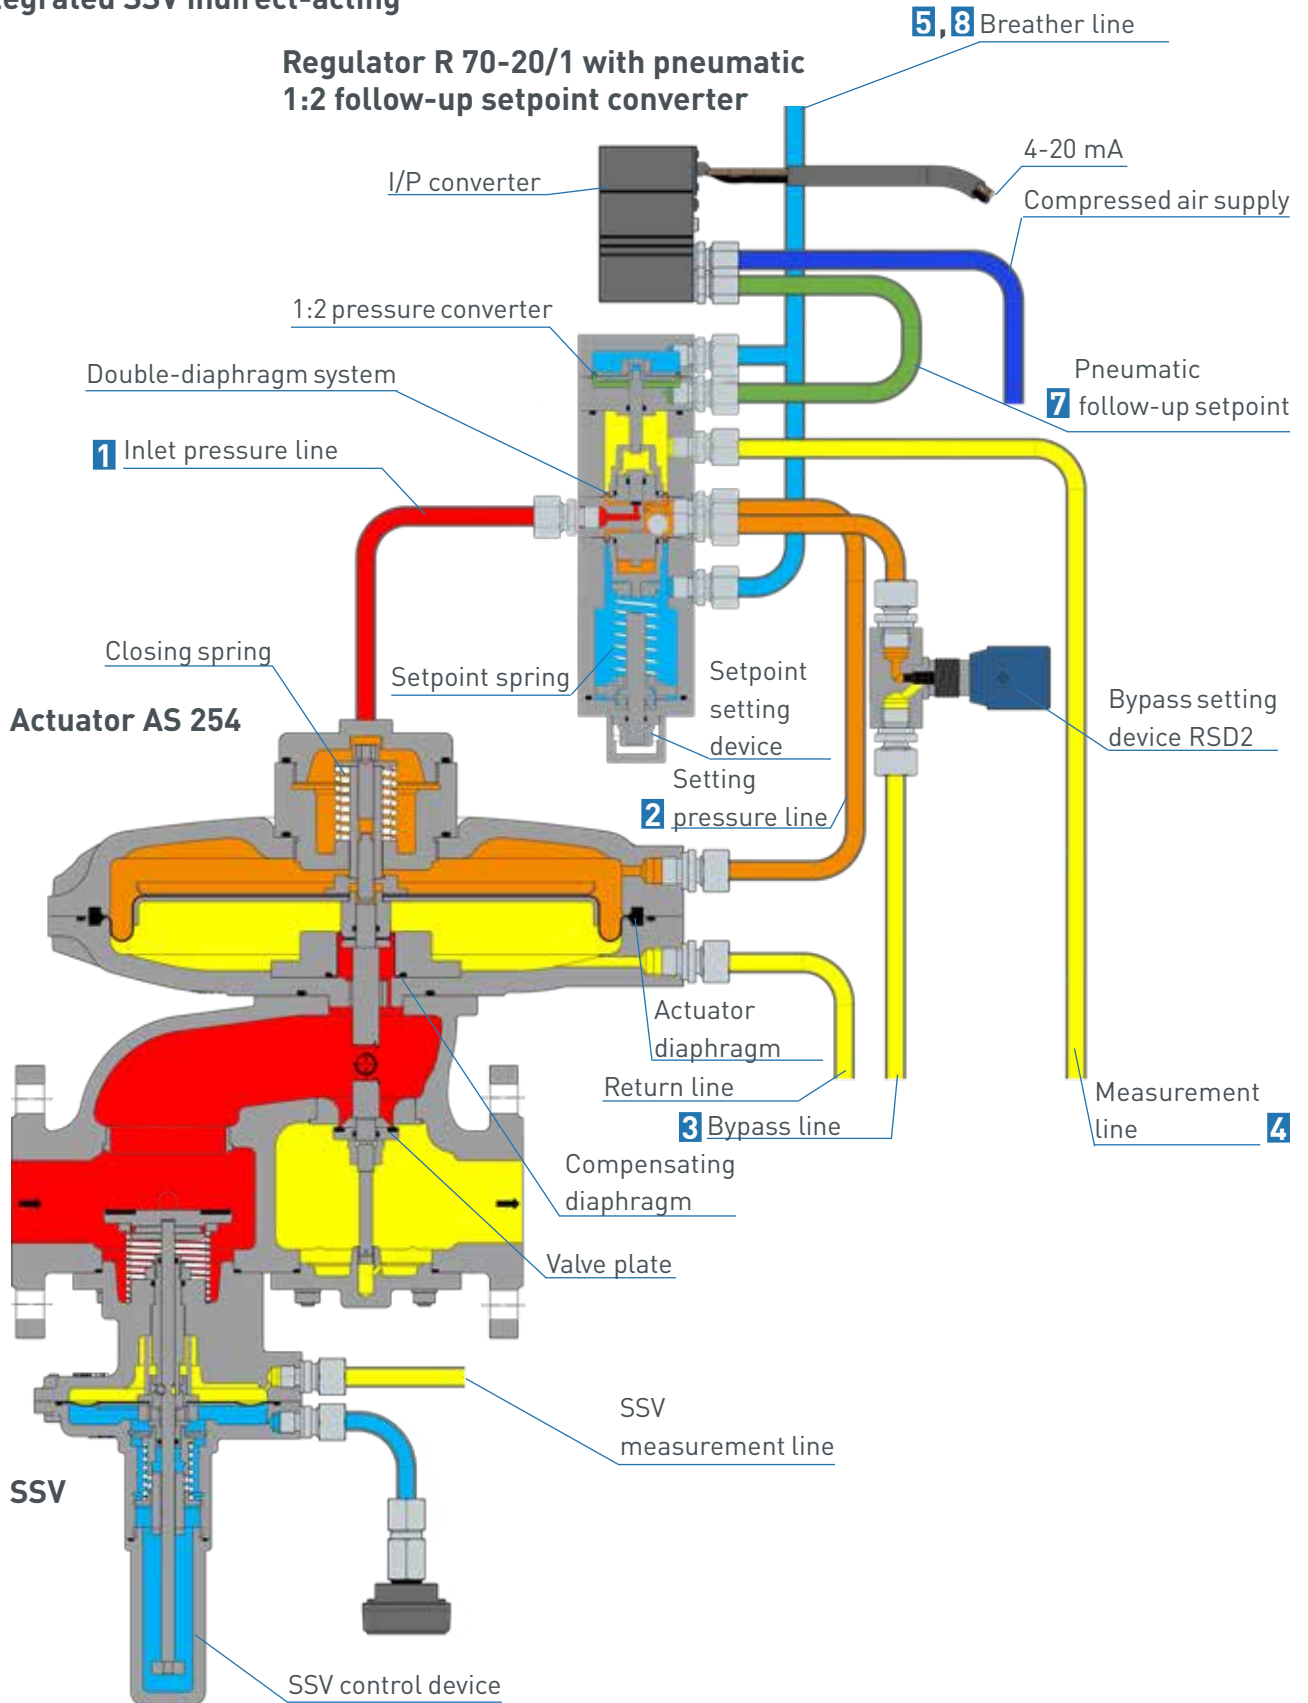 SSV indirect-acting
5, 8 Breather line
Regulator R 70-20/1 with pneumatic
1:2 follow-up setpoint converter
4-20 mA
I/P converter
Compressed air supply
1:2 pressure converter
Double-diaphragm system
Pneumatic
7 follow-up setpoint
1 Inlet pressure line
Closing spring
Setpoint spring
Setpoint
setting
device
Actuator AS 254
Bypass setting
device RSD2
Setting
2 pressure line
Actuator
diaphragm
Return line
3 Bypass line
Measurement
line 4
Compensating
diaphragm
Valve plate
SSV
measurement line
SSV
SSV control device